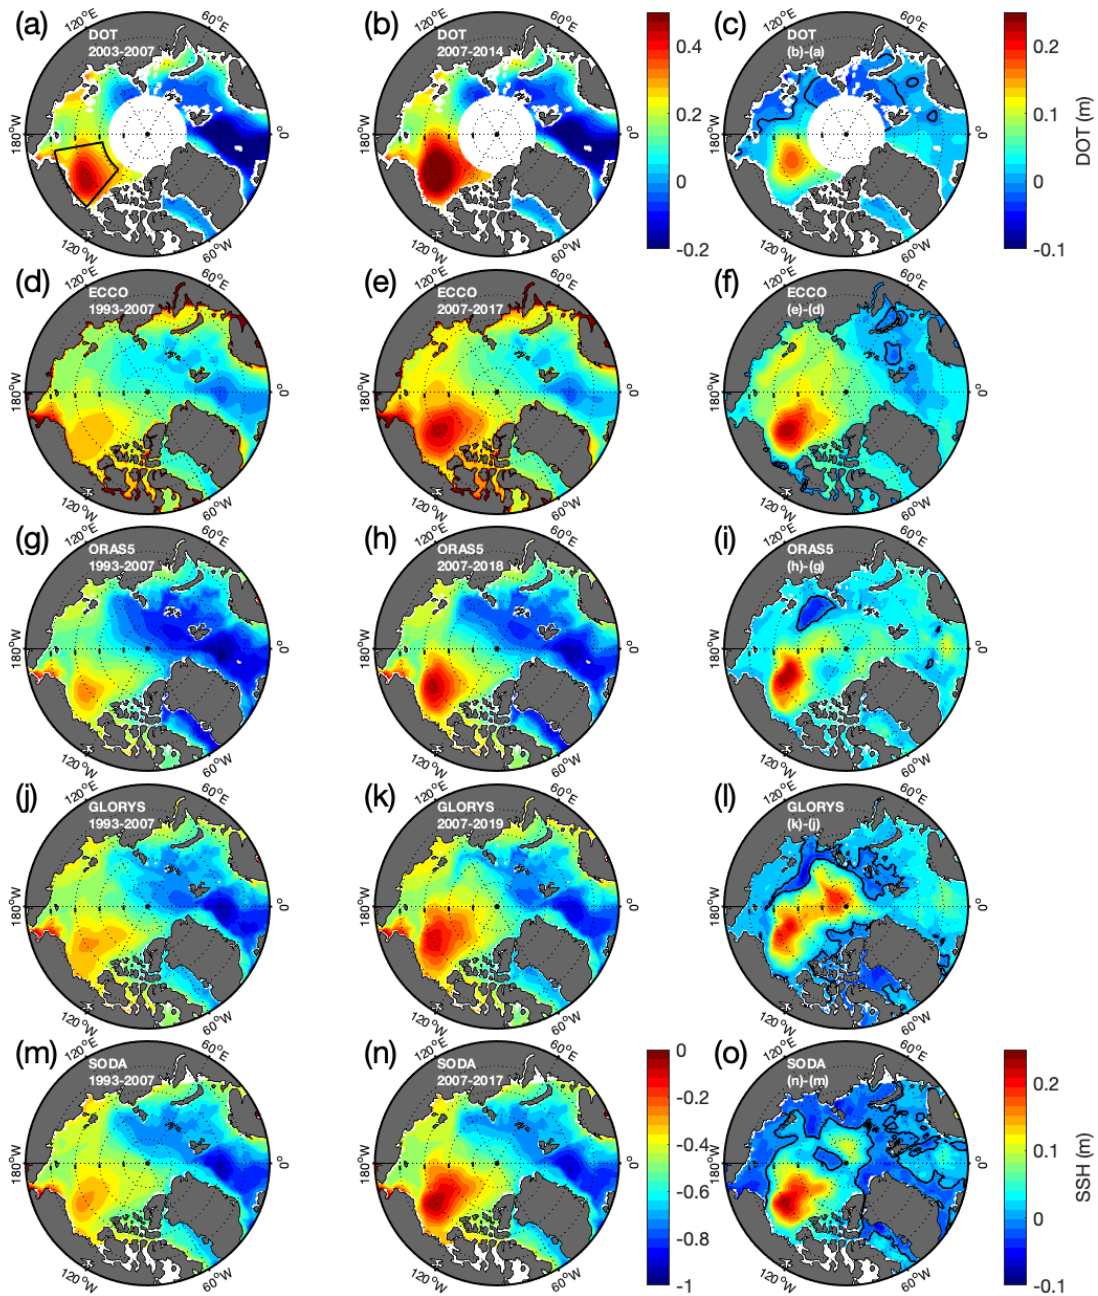 (a)
DOT
2003-2007
120°E
60°E
0°
60°W
120°W
180°W
(b)
DOT
2007-2014
120°E
60°E
0°
60°W
120°W
180°W
0.4
0.2
0
-0.2
(c)
DOT
(b)-(a)
120°E
60°E
0°
60°W
120°W
180°W
0.2
0.1
0
-0.1
DOT (m)
(d)
ECCO
1993-2007
120°E
60°E
0°
60°W
120°W
180°W
(e)
ECCO
2007-2017
120°E
60°E
0°
60°W
120°W
180°W
(f)
ECCO
(e)-(d)
120°E
60°E
0°
60°W
120°W
180°W
(g)
ORAS5
1993-2007
120°E
60°E
0°
60°W
120°W
180°W
(h)
ORAS5
2007-2018
120°E
60°E
0°
60°W
120°W
180°W
(i)
ORAS5
(h)-(g)
120°E
60°E
0°
60°W
120°W
180°W
(j)
GLORYS
1993-2007
120°E
60°E
0°
60°W
120°W
180°W
(k)
GLORYS
2007-2019
120°E
60°E
0°
60°W
120°W
180°W
(l)
GLORYS
(k)-(j)
120°E
60°E
0°
60°W
120°W
180°W
(m)
SODA
1993-2007
120°E
60°E
0°
60°W
120°W
180°W
(n)
SODA
2007-2017
120°E
60°E
0°
60°W
120°W
180°W
0
-0.2
-0.4
-0.6
-0.8
-1
(o)
SODA
(n)-(m)
120°E
60°E
0°
60°W
120°W
180°W
0.2
0.1
0
-0.1
SSH (m)